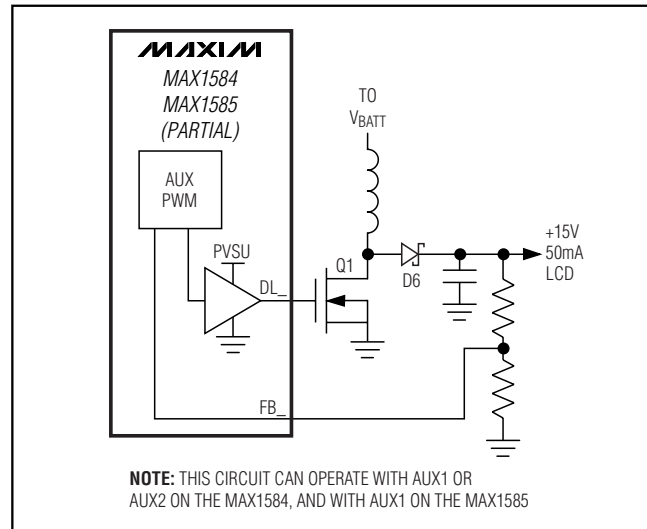 MAXIM
MAX1584
MAX1585
(PARTIAL)
AUX
PWM
PVSU
DL_
FB_
TO
VBATT
Q1
D6
+15V
50mA
LCD
NOTE: THIS CIRCUIT CAN OPERATE WITH AUX1 OR
AUX2 ON THE MAX1584, AND WITH AUX1 ON THE MAX1585